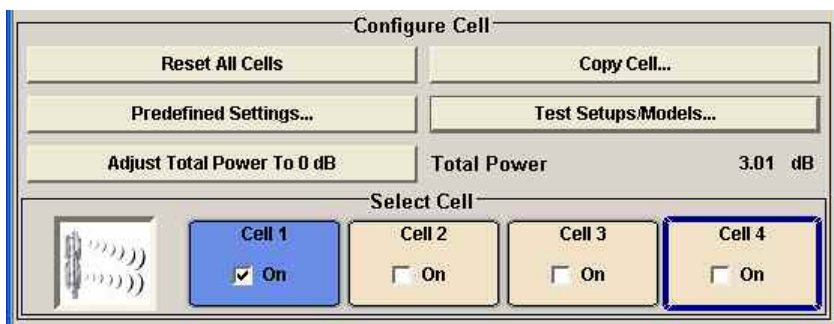 Configure Cell
Reset All Cells
Copy Cell...
Predefined Settings...
Test Setups/Models...
Adjust Total Power To 0 dB
Total Power 3.01 dB
Select Cell
Cell 1
Cell 2
Cell 3
Cell 4
On
On
On
On